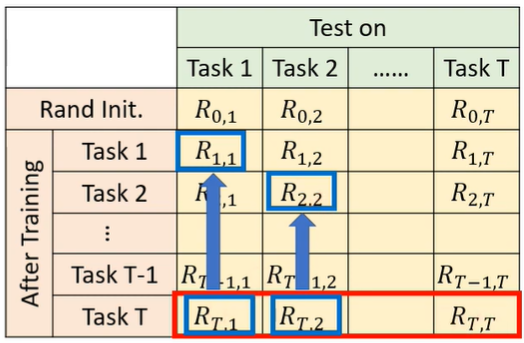 Test on
Task 1 Task 2 …… Task T
Rand Init. R_{0,1} R_{0,2} R_{0,T}
After Training
Task 1 R_{1,1} R_{1,2} R_{1,T}
Task 2 R_{2,1} R_{2.2} R_{2,T}
⋮
Task T-1 R_{T−1,1} R_{T−1,2} R_{T−1,T}
Task T R_{T.1} R_{T.2} R_{T,T}